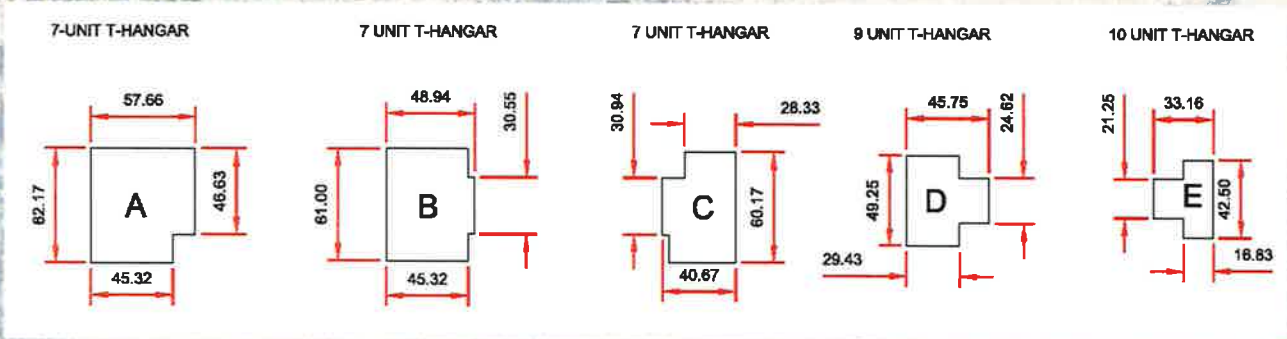 7-UNIT T-HANGAR
7 UNIT T-HANGAR
7 UNIT T-HANGAR
9 UNIT T-HANGAR
10 UNIT T-HANGAR
57.66
62.17
46.63
A
45.32
48.94
30.55
61.00
B
45.32
30.94
28.33
C
60.17
40.67
45.75
24.62
49.25
D
29.43
21.25
33.16
E
42.50
16.83